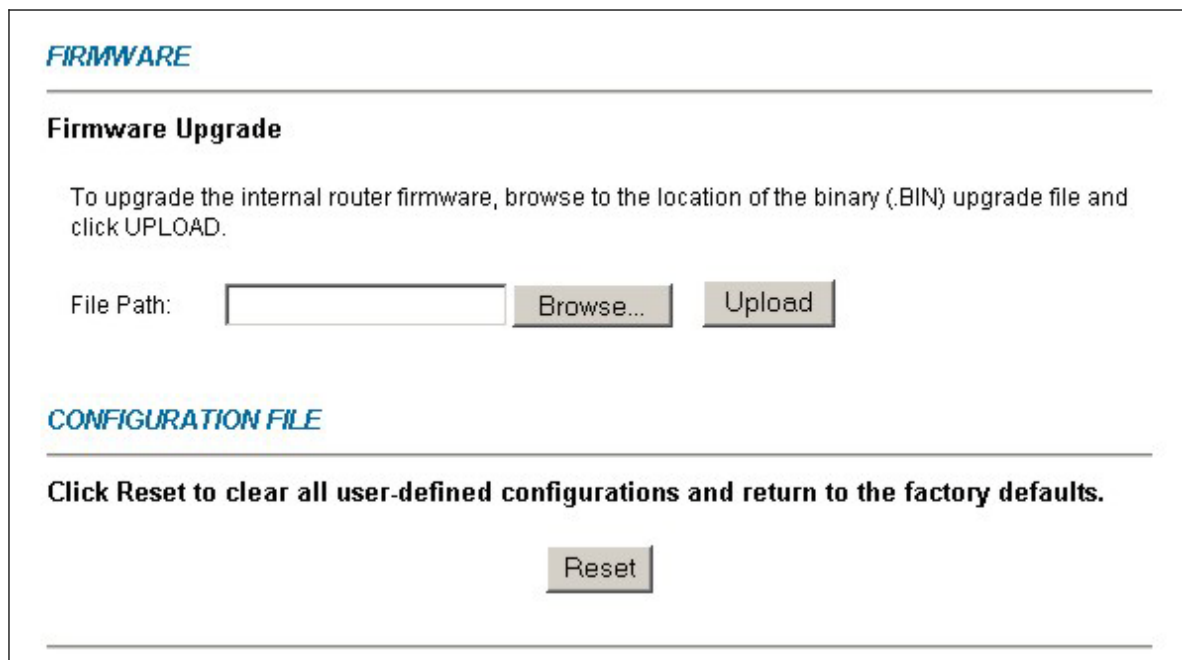 FIRMWARE
Firmware Upgrade
To upgrade the internal router firmware, browse to the location of the binary (.BIN) upgrade file and
click UPLOAD.
File Path: Browse... Upload
CONFIGURATION FILE
Click Reset to clear all user-defined configurations and return to the factory defaults.
Reset